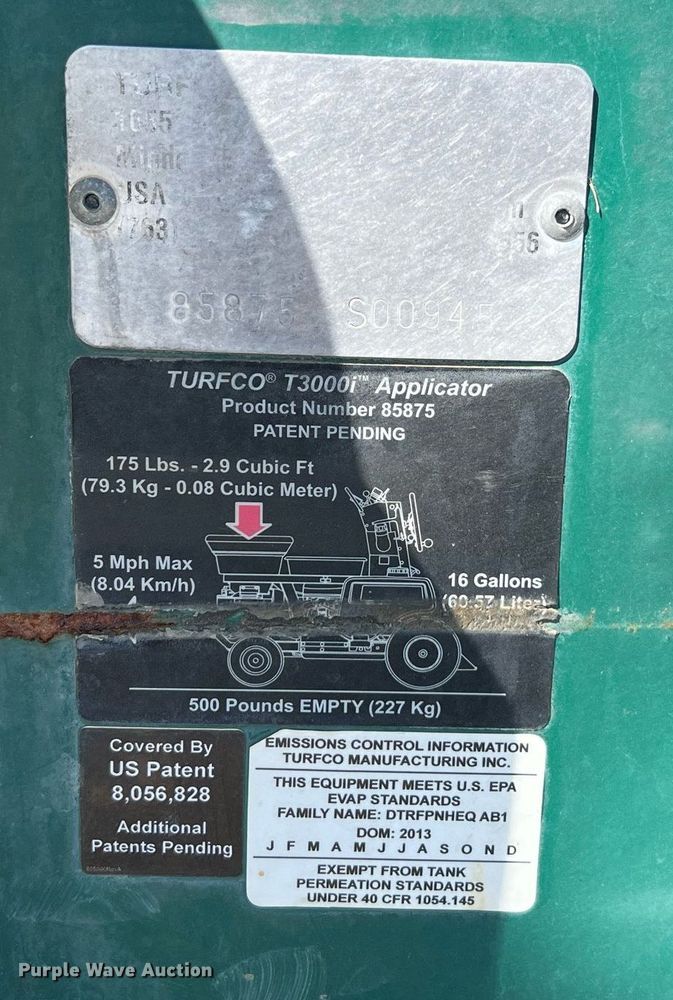 USA
85875 S00945
TURFCO® T3000i™ Applicator
Product Number 85875
PATENT PENDING
175 Lbs. - 2.9 Cubic Ft
(79.3 Kg - 0.08 Cubic Meter)
5 Mph Max
(8.04 Km/h)
16 Gallons
(60.57 Liter
500 Pounds EMPTY (227 Kg)
Covered By
US Patent
8,056,828
Additional
Patents Pending
EMISSIONS CONTROL INFORMATION
TURFCO MANUFACTURING INC.
THIS EQUIPMENT MEETS U.S. EPA
EVAP STANDARDS
FAMILY NAME: DTRFPNHEQ AB1
DOM: 2013
J F M A M J J A S O N D
EXEMPT FROM TANK
PERMEATION STANDARDS
UNDER 40 CFR 1054.145
Purple Wave Auction